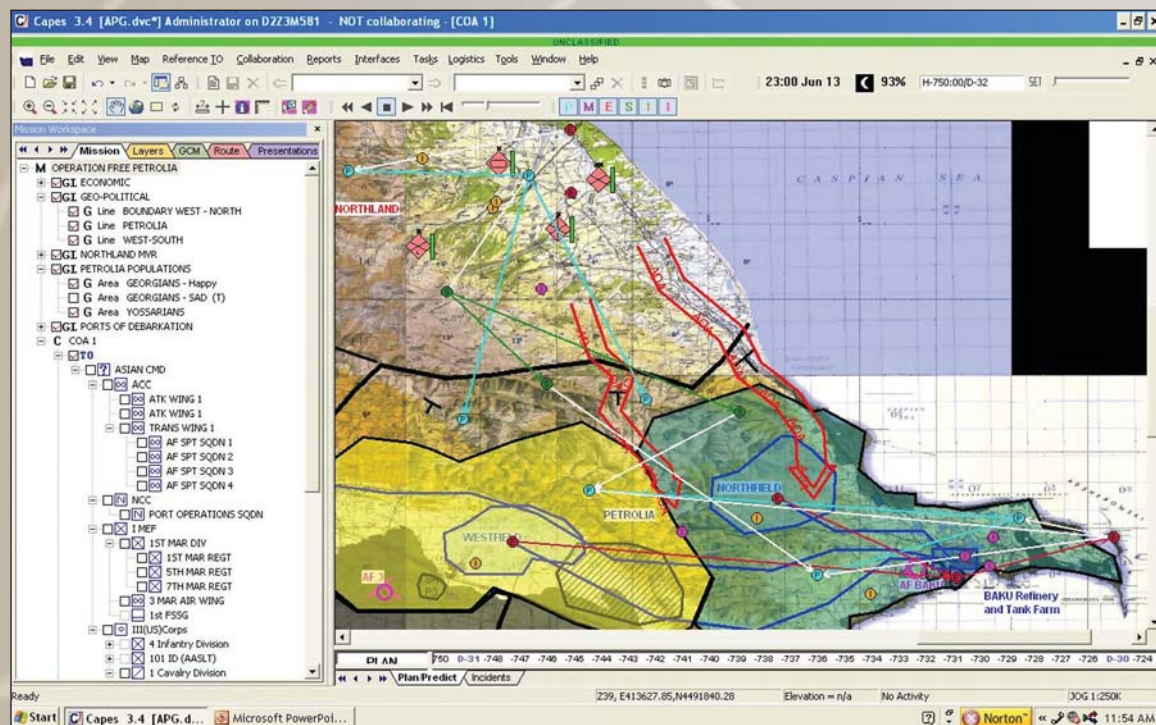 Capes 3.4 [APG.dvc*] Administrator on D2Z3M581 - NOT collaborating - [COA 1]
UNCLASSIFIED
File Edit View Map Reference TO Collaboration Reports Interfaces Tasks Logistics Tools Window Help
23:00 Jun 13 93% H-750:00/D-32 SET
P M E S I I
Mission Workspace
Mission Layers GCM Route Presentations
M OPERATION FREE PETROLIA
GI ECONOMIC
GI GEO-POLITICAL
G Line BOUNDARY WEST - NORTH
G Line PETROLIA
G Line WEST-SOUTH
GI NORTHLAND MVR
GI PETROLIA POPULATIONS
G Area GEORGIANS - Happy
G Area GEORGIANS - SAD (T)
G Area YOSSARIANS
GI PORTS OF DEBARKATION
C COA 1
T0
? ASIAN CMD
ACC
ATK WING 1
ATK WING 1
TRANS WING 1
AF SPT SQDN 1
AF SPT SQDN 2
AF SPT SQDN 3
AF SPT SQDN 4
N NCC
N PORT OPERATIONS SQDN
I MEF
1ST MAR DIV
1ST MAR REGT
5TH MAR REGT
7TH MAR REGT
3 MAR AIR WING
1st FSSG
III(US)Corps
4 Infantry Division
101 ID (AASLT)
1 Cavalry Division
CASPIAN SEA
NORTHLAND
AOA
AOA
AOA
AOA
NORTHFIELD
PETROLIA
WESTFIELD
AF 3
AF BAKU
BAKU Refinery
and Tank Farm
PLAN 750 D-31 -748 -747 -746 -745 -744 -743 -742 -741 -740 -739 -738 -737 -736 -735 -734 -733 -732 -731 -730 -729 -728 -727 -726 D-30 -724
Plan/Predict Incidents
Ready Z39, E413627.85,N4491840.28 Elevation = n/a No Activity JOG 1:250K
Start Capes 3.4 [APG.d... Microsoft PowerPoi... Norton™ 11:54 AM